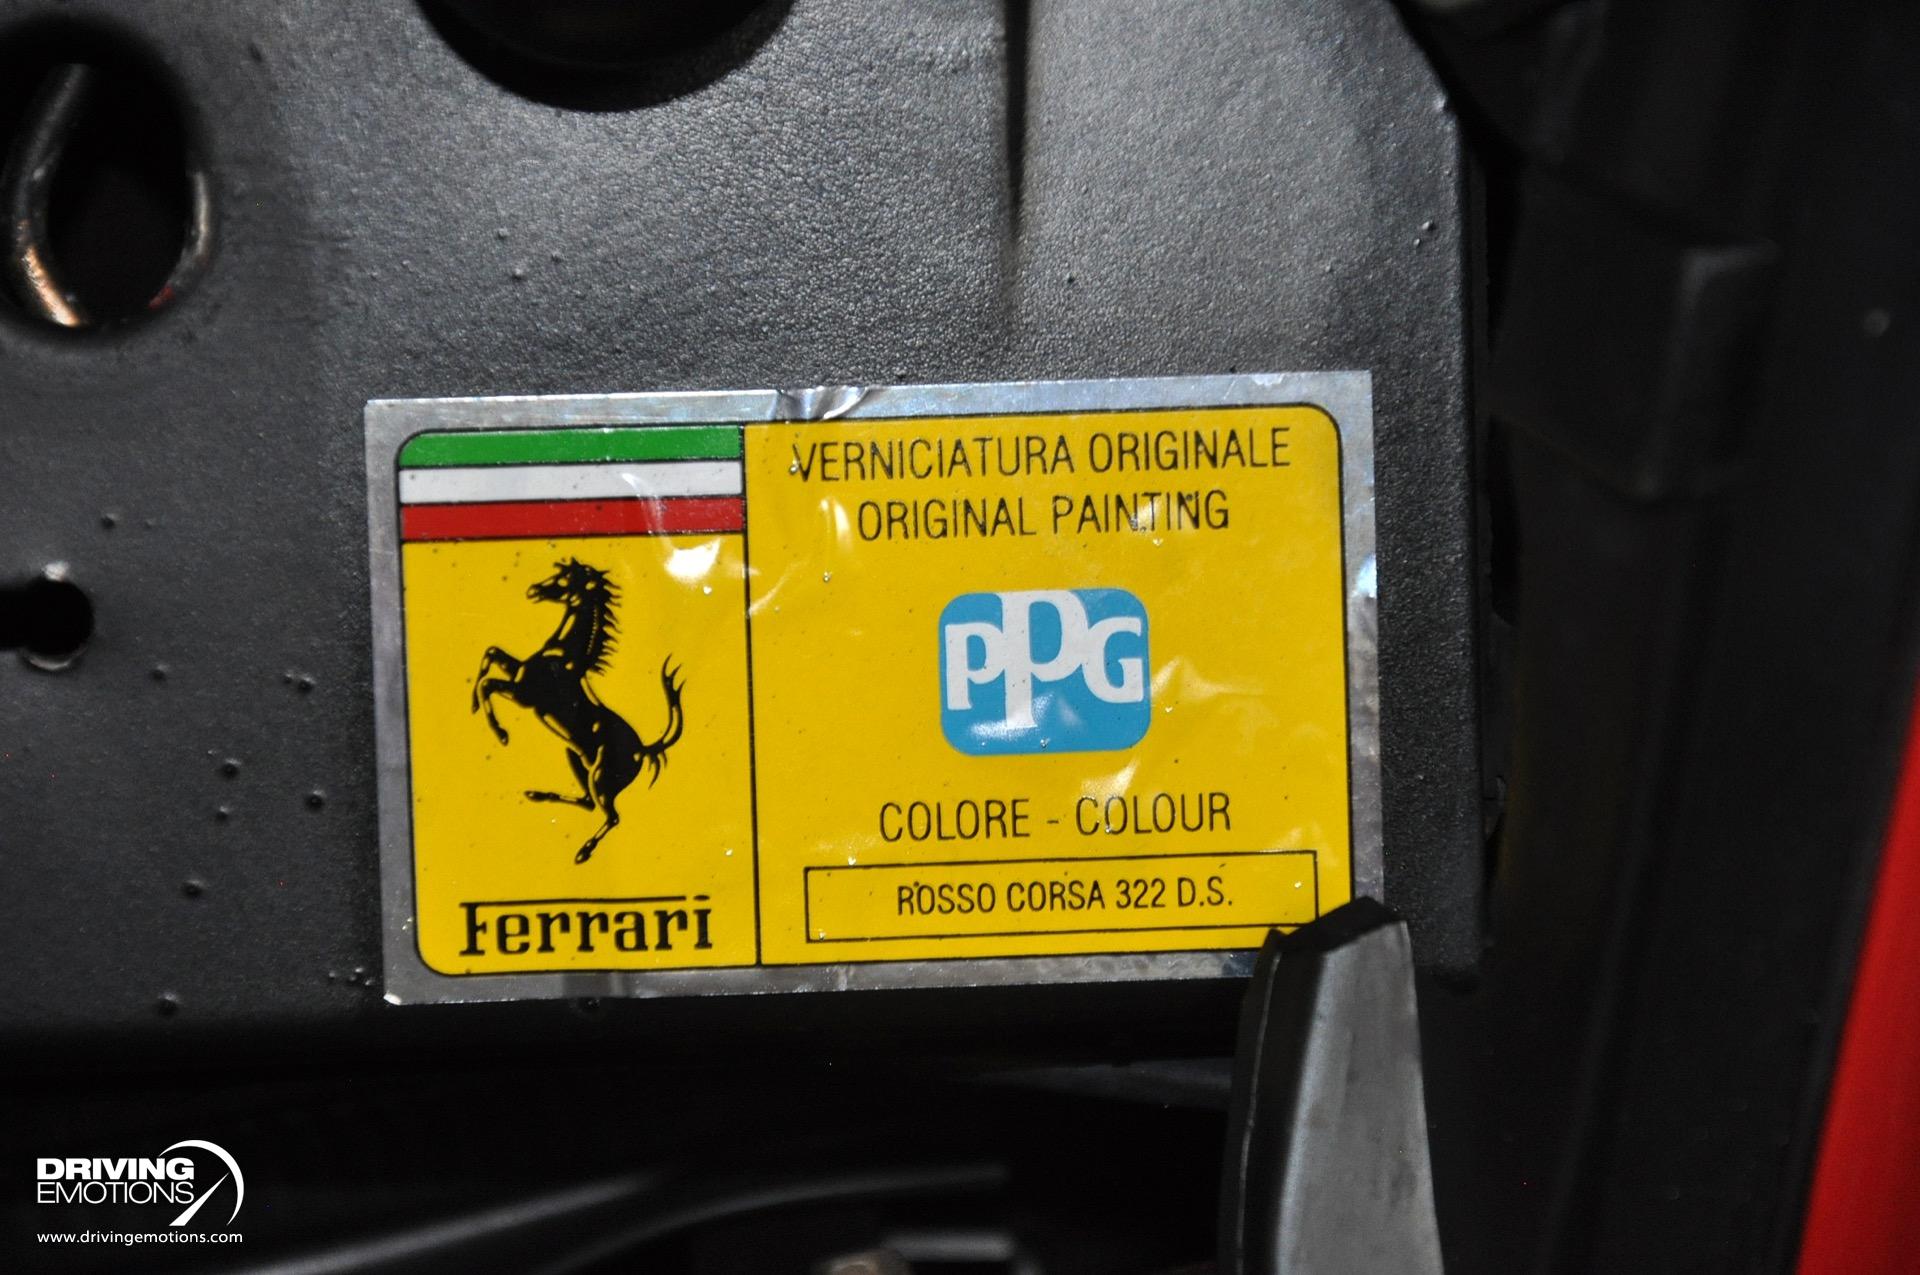 VERNICIATURA ORIGINALE
ORIGINAL PAINTING
PPG
COLORE - COLOUR
ROSSO CORSA 322 D.S.
Ferrari
DRIVING
EMOTIONS
www.drivingemotions.com